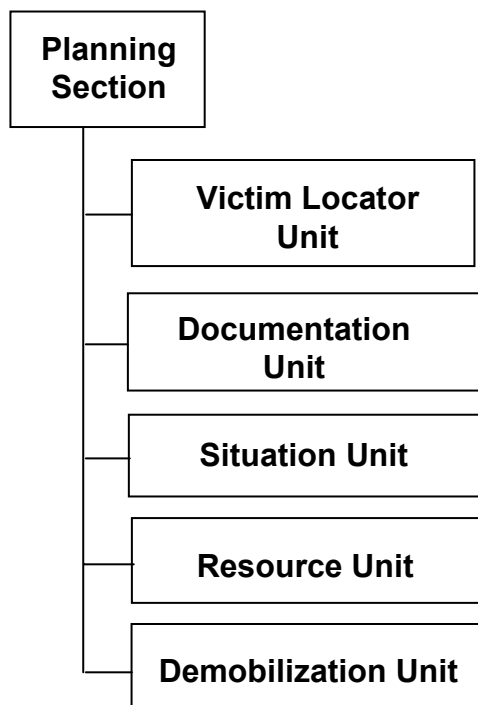 Planning
Section
Victim Locator
Unit
Documentation
Unit
Situation Unit
Resource Unit
Demobilization Unit